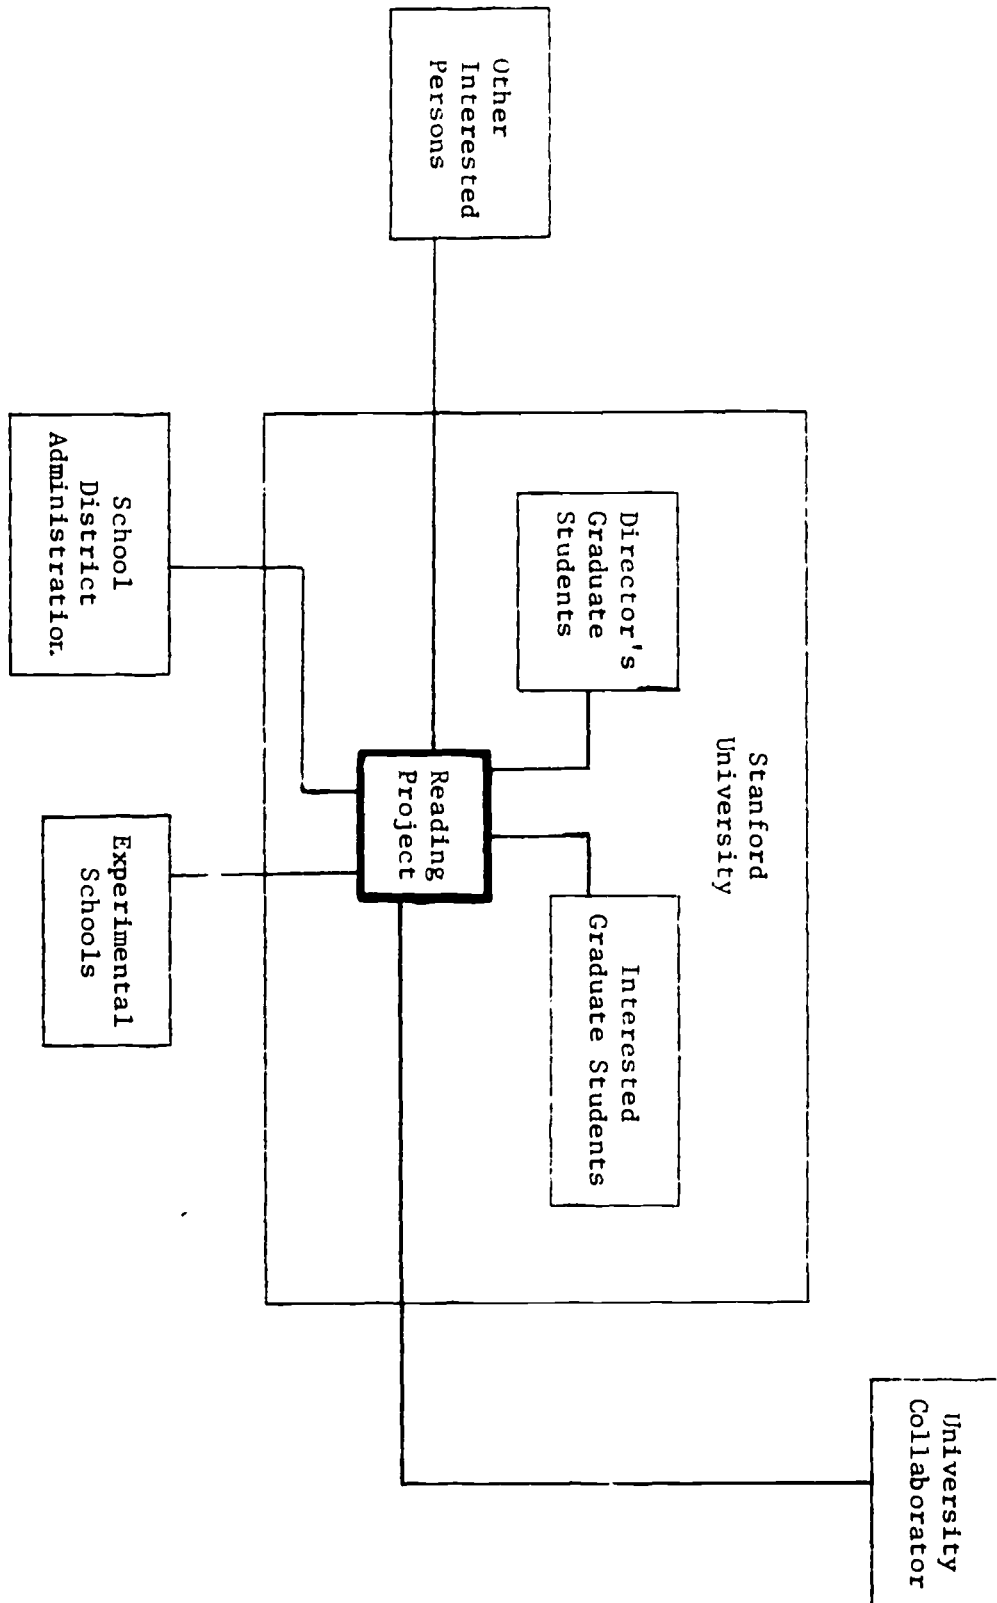 University
Collaborator
Stanford
University
Director's
Graduate
Students
Interested
Graduate Students
Other
Interested
Persons
Reading
Project
School
District
Administration
Experimental
Schools